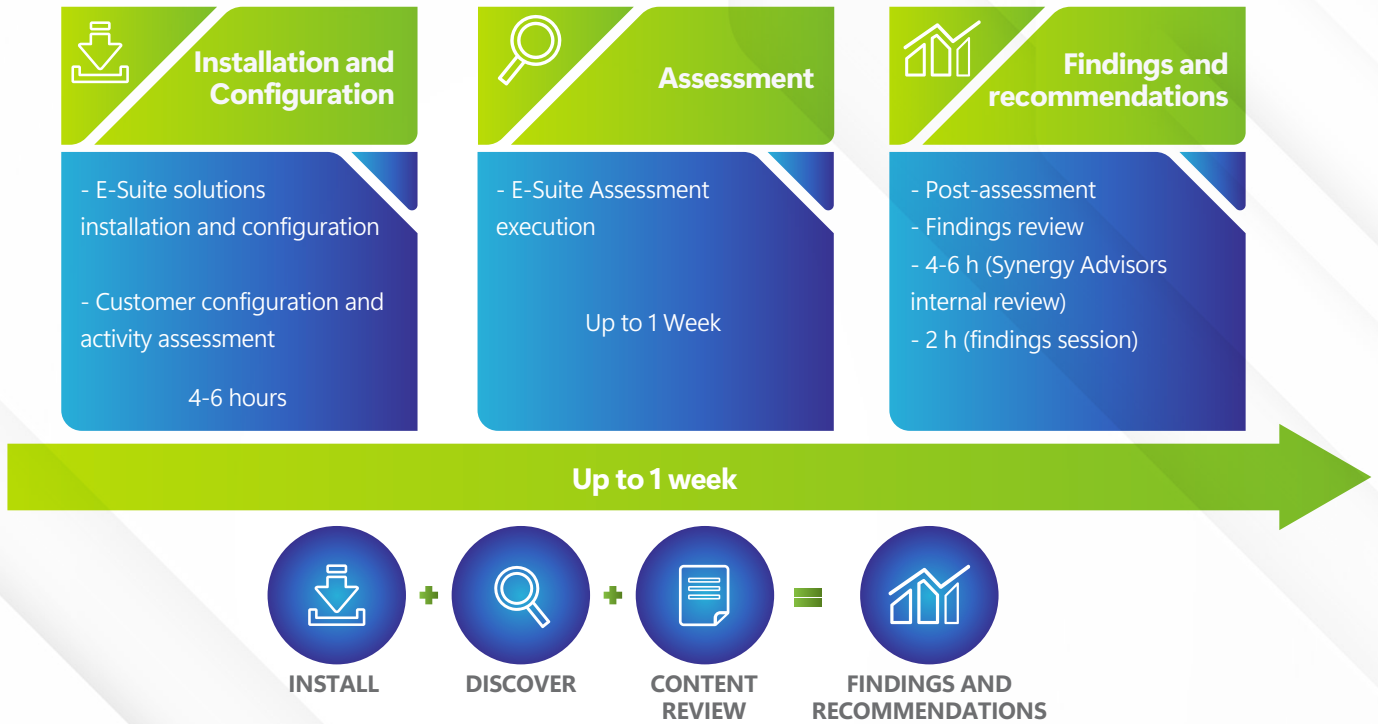 Installation and
Configuration
- E-Suite solutions
installation and configuration
- Customer configuration and
activity assessment
4-6 hours
Assessment
- E-Suite Assessment
execution
Up to 1 Week
Findings and
recommendations
- Post-assessment
- Findings review
- 4-6 h (Synergy Advisors
internal review)
- 2 h (findings session)
Up to 1 week
INSTALL
DISCOVER
CONTENT
REVIEW
FINDINGS AND
RECOMMENDATIONS